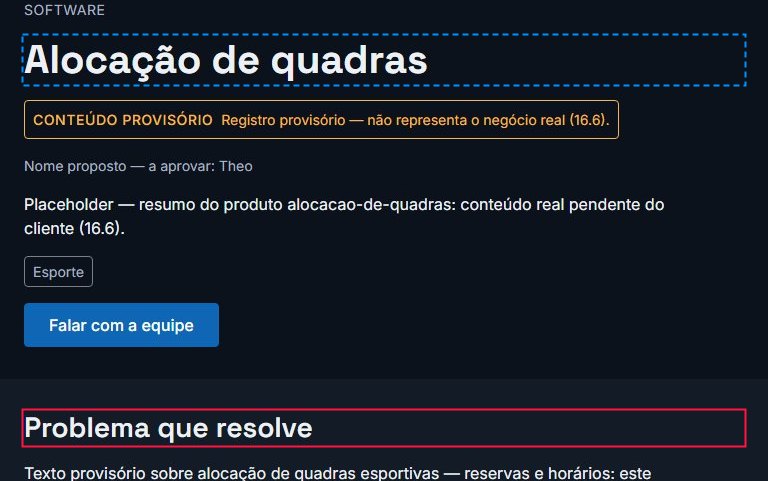 SOFTWARE
Alocação de quadras
CONTEÚDO PROVISÓRIO Registro provisório — não representa o negócio real (16.6).
Nome proposto — a aprovar: Theo
Placeholder — resumo do produto alocacao-de-quadras: conteúdo real pendente do
cliente (16.6).
Esporte
Falar com a equipe
Problema que resolve
Texto provisório sobre alocação de quadras esportivas — reservas e horários: este